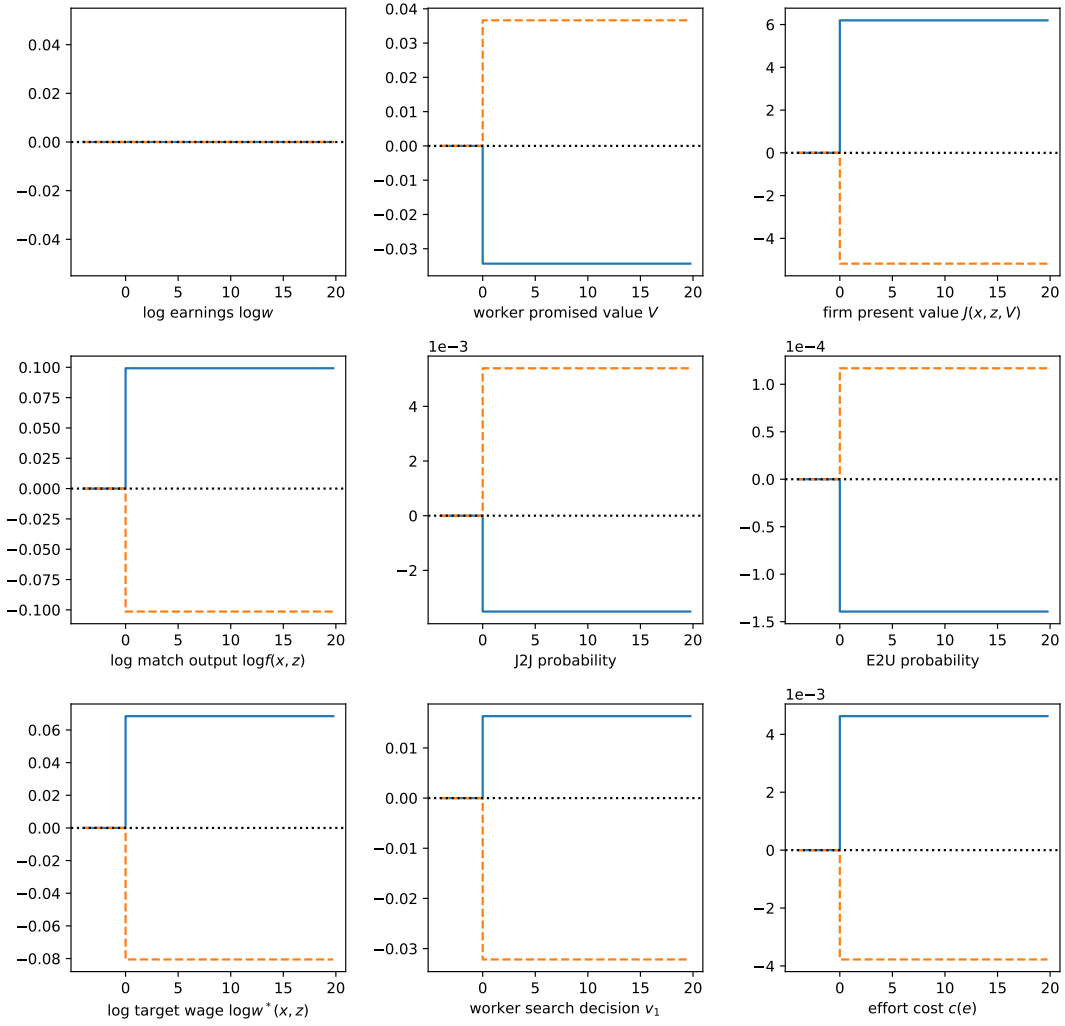 0.04
0.02
0.00
−0.02
−0.04
0 5 10 15 20
log earnings logw
0.04
0.03
0.02
0.01
0.00
−0.01
−0.02
−0.03
0 5 10 15 20
worker promised value V
6
4
2
0
−2
−4
0 5 10 15 20
firm present value J(x, z, V)
0.100
0.075
0.050
0.025
0.000
−0.025
−0.050
−0.075
−0.100
0 5 10 15 20
log match output logf(x, z)
1e−3
4
2
0
−2
0 5 10 15 20
J2J probability
1e−4
1.0
0.5
0.0
−0.5
−1.0
−1.5
0 5 10 15 20
E2U probability
0.06
0.04
0.02
0.00
−0.02
−0.04
−0.06
−0.08
0 5 10 15 20
log target wage logw*(x, z)
0.01
0.00
−0.01
−0.02
−0.03
0 5 10 15 20
worker search decision v₁
1e−3
4
2
0
−2
−4
0 5 10 15 20
effort cost c(e)